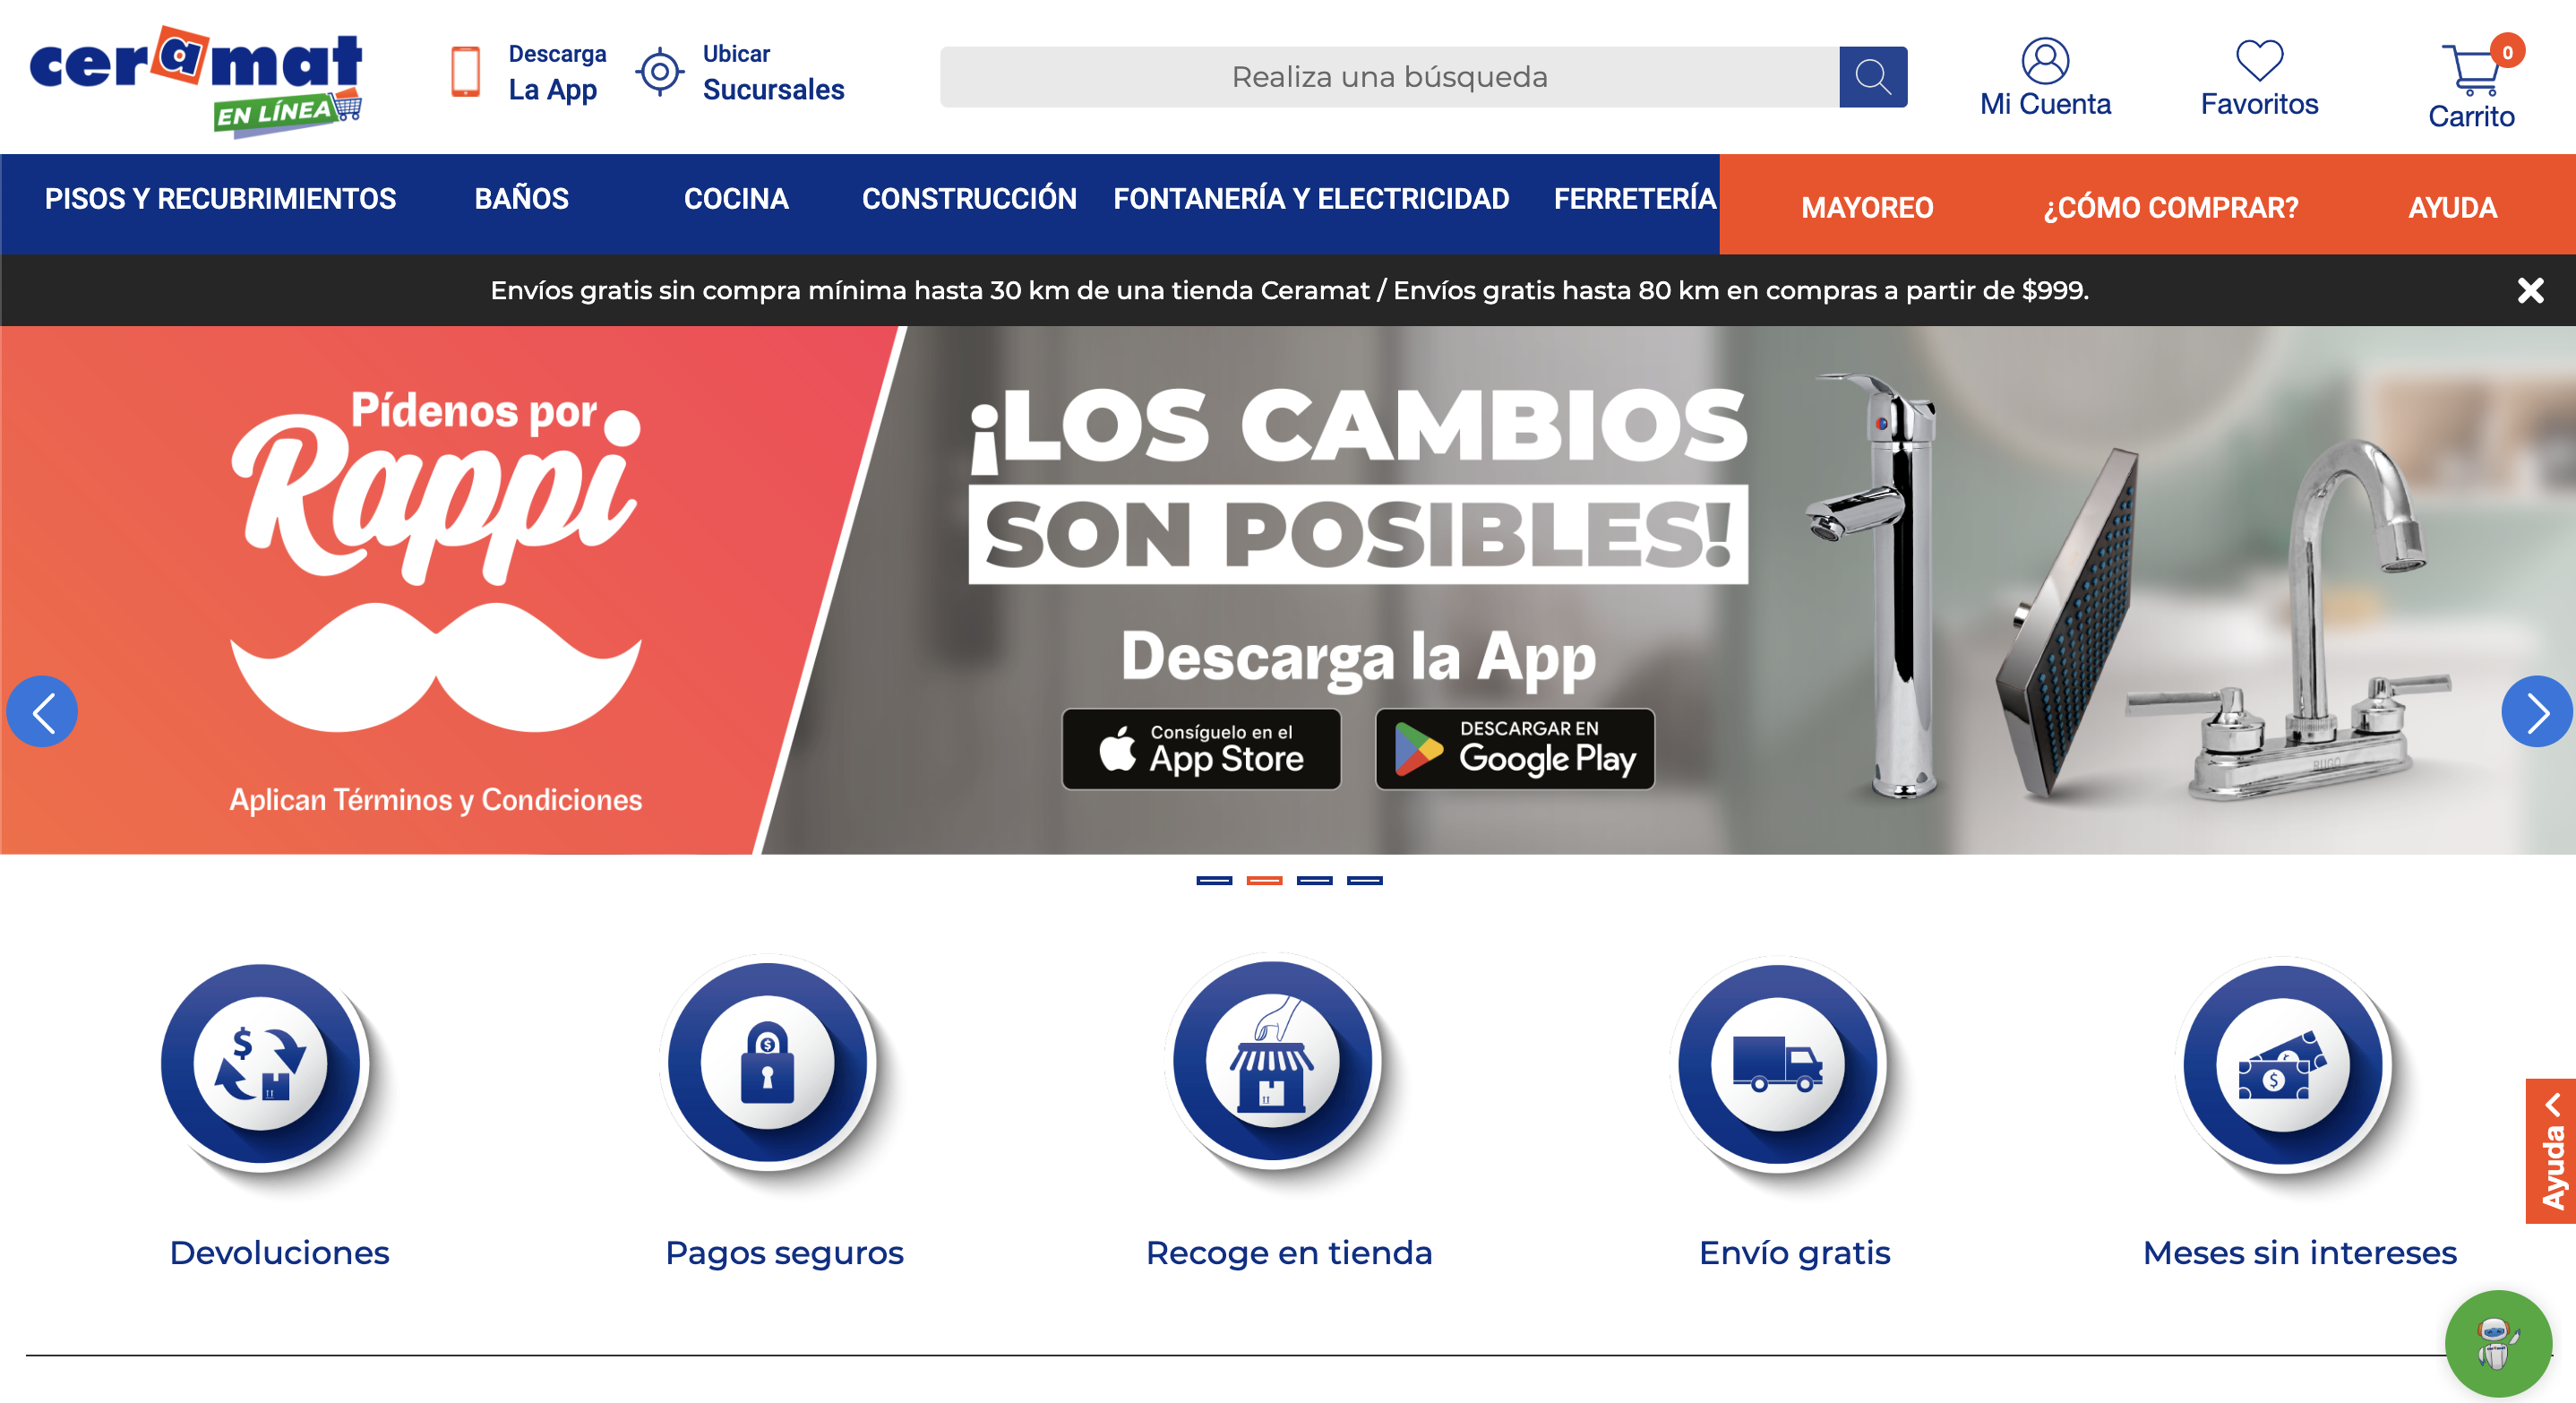 ceramat
EN LÍNEA
Descarga
La App
Ubicar
Sucursales
Realiza una búsqueda
Mi Cuenta
Favoritos
0
Carrito
PISOS Y RECUBRIMIENTOS
BAÑOS
COCINA
CONSTRUCCIÓN
FONTANERÍA Y ELECTRICIDAD
FERRETERÍA
MAYOREO
¿CÓMO COMPRAR?
AYUDA
Envíos gratis sin compra mínima hasta 30 km de una tienda Ceramat / Envíos gratis hasta 80 km en compras a partir de $999.
Pídenos por
Rappi
Aplican Términos y Condiciones
¡LOS CAMBIOS
SON POSIBLES!
Descarga la App
Consíguelo en el
App Store
DESCARGAR EN
Google Play
RUGO
$
$
$
Devoluciones
Pagos seguros
Recoge en tienda
Envío gratis
Meses sin intereses
Ayuda